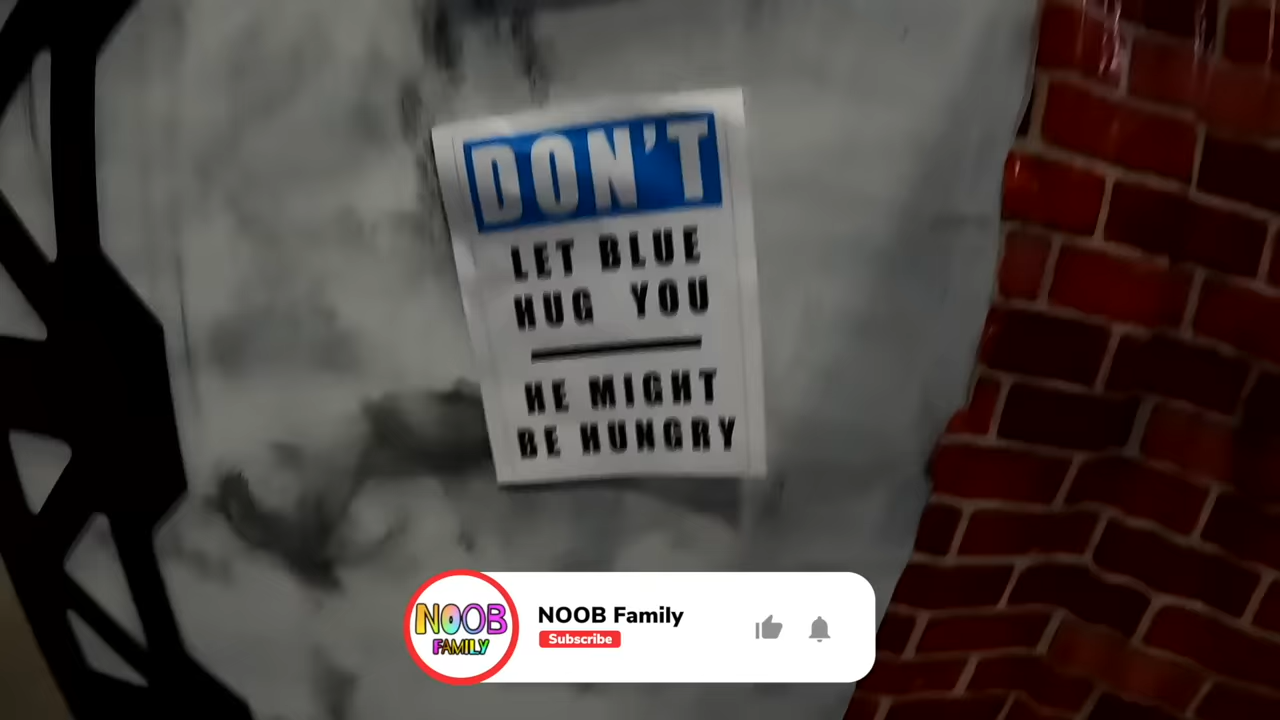 DON'T
LET BLUE
HUG YOU
HE MIGHT
BE HUNGRY
NOOB
FAMILY
NOOB Family
Subscribe